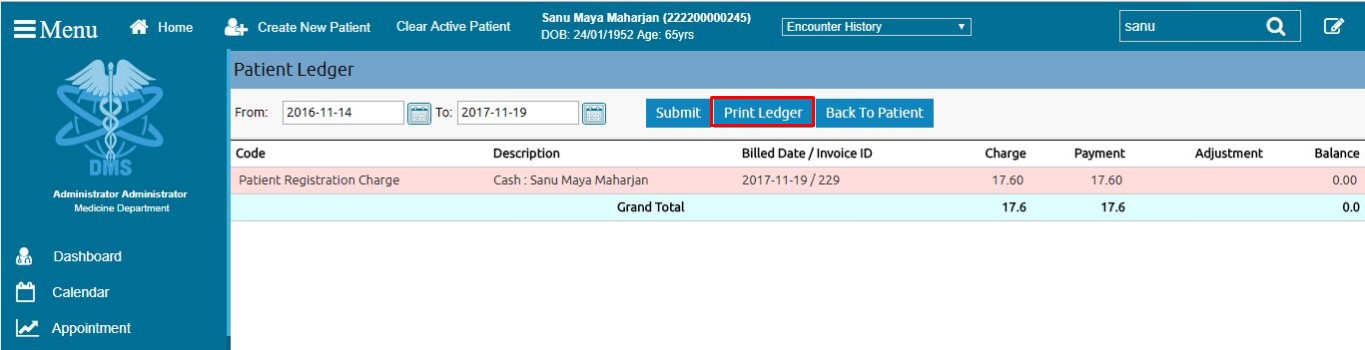 Menu Home Create New Patient Clear Active Patient Sanu Maya Maharjan (222200000245) Encounter History sanu
DOB: 24/01/1952 Age: 65yrs
DMS
Administrator Administrator
Medicine Department
Dashboard
Calendar
Appointment
Patient Ledger
From: 2016-11-14 To: 2017-11-19 Submit Print Ledger Back To Patient
Code Description Billed Date / Invoice ID Charge Payment Adjustment Balance
Patient Registration Charge Cash : Sanu Maya Maharjan 2017-11-19 / 229 17.60 17.60 0.00
Grand Total 17.6 17.6 0.0